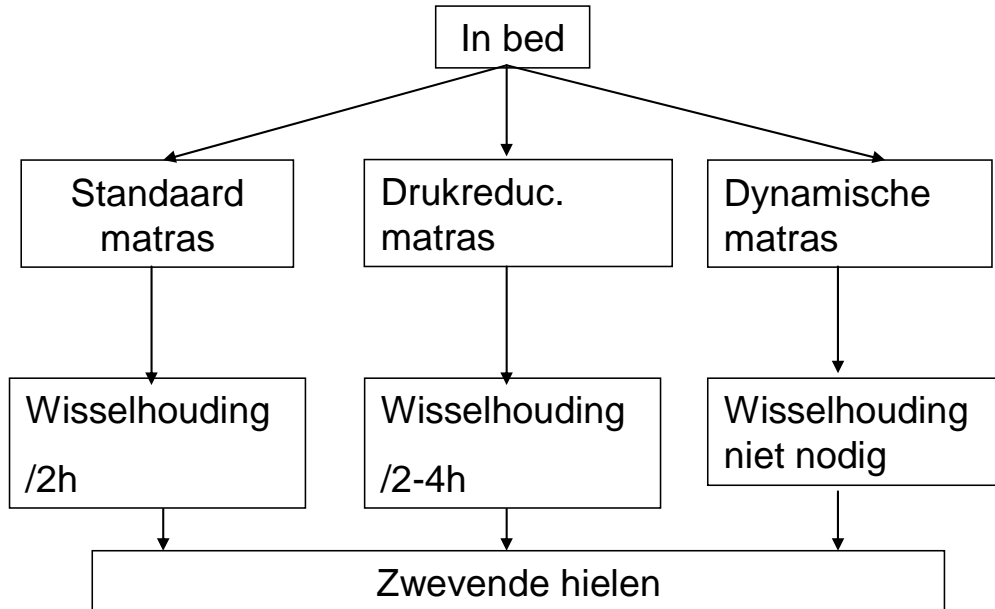 In bed
Standaard
matras
Drukreduc.
matras
Dynamische
matras
Wisselhouding
/2h
Wisselhouding
/2-4h
Wisselhouding
niet nodig
Zwevende hielen